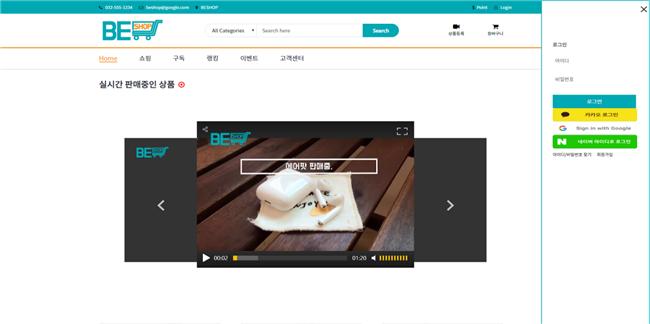 032-555-1234 beshop@google.com BESHOP $ Point Login
BE SHOP
All Categories Search here Search
상품등록 장바구니
Home 쇼핑 구독 랭킹 이벤트 고객센터
실시간 판매중인 상품
BE SHOP
BE SHOP
에어팟 판매중.
00:02 01:20
로그인
아이디
비밀번호
로그인
카카오 로그인
G Sign in with Google
N 네이버 아이디로 로그인
아이디/비밀번호 찾기 회원가입